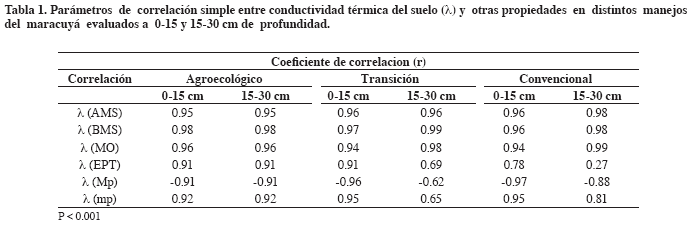 Tabla 1. Parámetros de correlación simple entre conductividad térmica del suelo (λ) y otras propiedades en distintos manejos
del maracuyá evaluados a 0-15 y 15-30 cm de profundidad.
Coeficiente de correlacion (r)
Correlación Agroecológico Transición Convencional
0-15 cm 15-30 cm 0-15 cm 15-30 cm 0-15 cm 15-30 cm
λ (AMS) 0.95 0.95 0.96 0.96 0.96 0.98
λ (BMS) 0.98 0.98 0.97 0.99 0.96 0.98
λ (MO) 0.96 0.96 0.94 0.98 0.94 0.99
λ (EPT) 0.91 0.91 0.91 0.69 0.78 0.27
λ (Mp) -0.91 -0.91 -0.96 -0.62 -0.97 -0.88
λ (mp) 0.92 0.92 0.95 0.65 0.95 0.81
P < 0.001